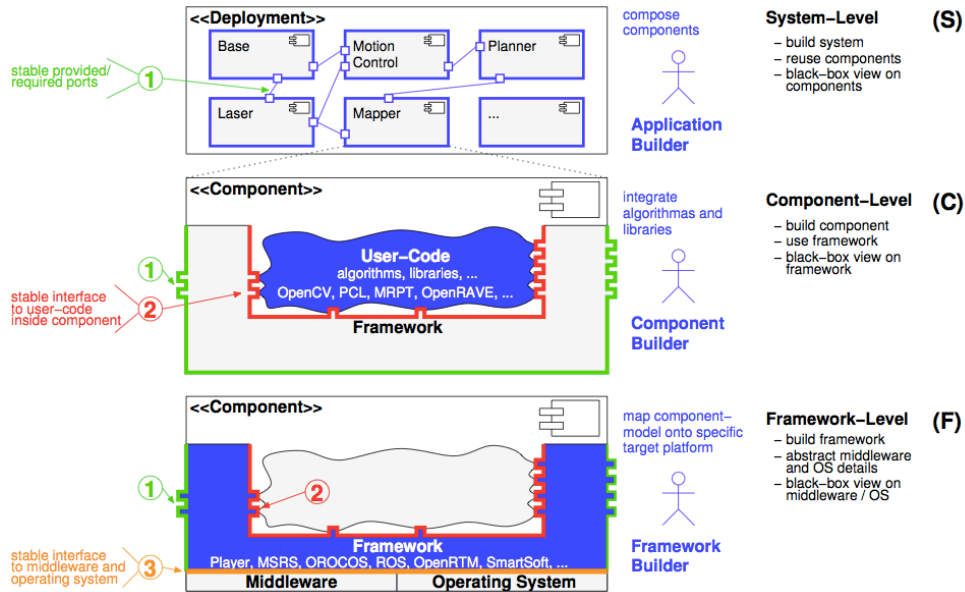 <<Deployment>>
Base
Motion
Control
Planner
Laser
Mapper
...
stable provided/
required ports
1
compose
components
Application
Builder
System-Level (S)
- build system
- reuse components
- black-box view on
components
<<Component>>
User-Code
algorithms, libraries, ...
OpenCV, PCL, MRPT, OpenRAVE, ...
Framework
1
stable interface
to user-code
inside component
2
integrate
algorithmas and
libraries
Component
Builder
Component-Level (C)
- build component
- use framework
- black-box view on
framework
<<Component>>
1
2
Framework
Player, MSRS, OROCOS, ROS, OpenRTM, SmartSoft, ...
Middleware
Operating System
stable interface
to middleware and
operating system
3
map component-
model onto specific
target platform
Framework
Builder
Framework-Level (F)
- build framework
- abstract middleware
and OS details
- black-box view on
middleware / OS